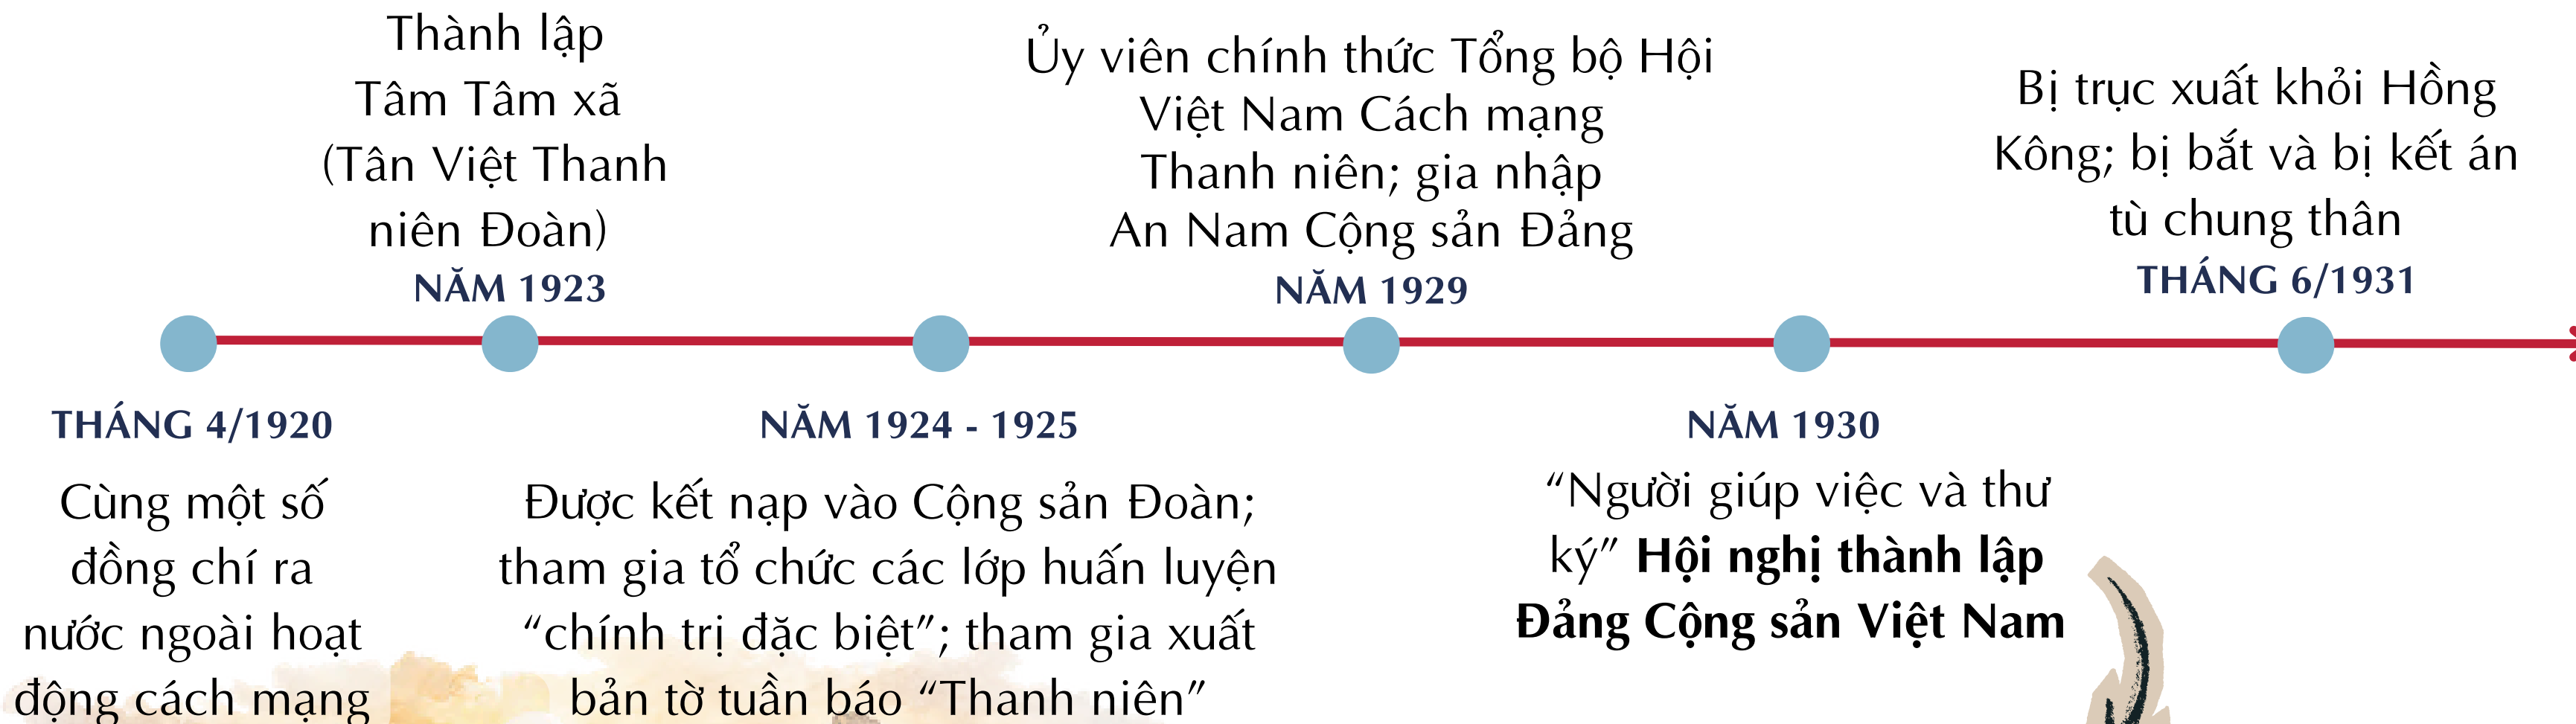 THÁNG 4/1920
Cùng một số
đồng chí ra
nước ngoài hoạt
động cách mạng
Thành lập
Tâm Tâm xã
(Tân Việt Thanh
niên Đoàn)
NĂM 1923
NĂM 1924 - 1925
Được kết nạp vào Cộng sản Đoàn;
tham gia tổ chức các lớp huấn luyện
“chính trị đặc biệt”; tham gia xuất
bản tờ tuần báo “Thanh niên”
Ủy viên chính thức Tổng bộ Hội
Việt Nam Cách mạng
Thanh niên; gia nhập
An Nam Cộng sản Đảng
NĂM 1929
NĂM 1930
“Người giúp việc và thư
ký” Hội nghị thành lập
Đảng Cộng sản Việt Nam
Bị trục xuất khỏi Hồng
Kông; bị bắt và bị kết án
tù chung thân
THÁNG 6/1931